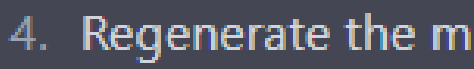 4. Regenerate the m